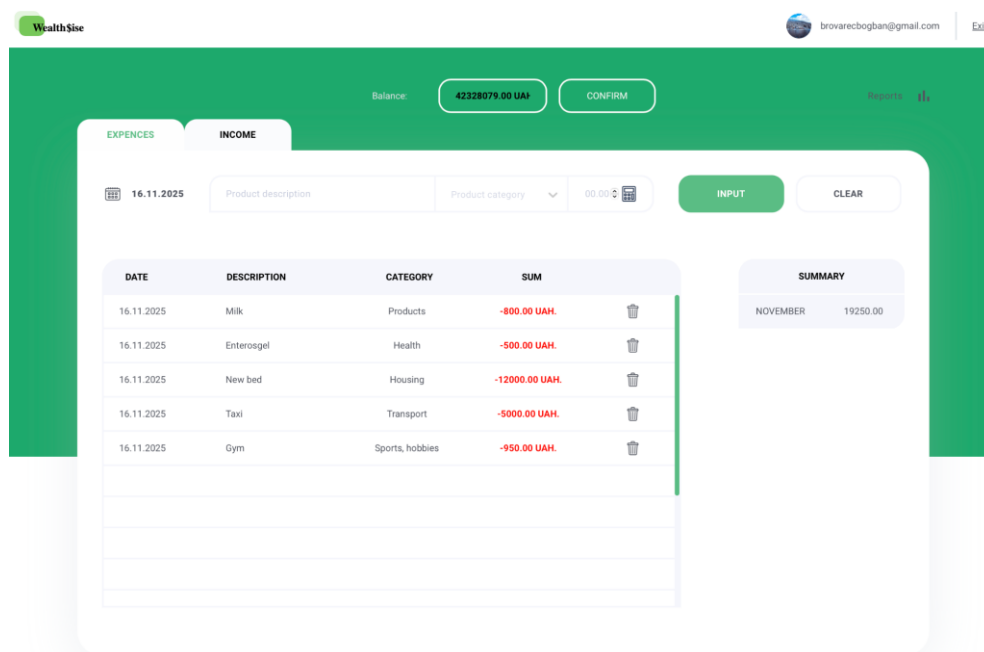 Wealth$ise
brovarecbogban@gmail.com
Exi
Balance: 42328079.00 UAH CONFIRM
Reports
EXPENCES INCOME
16.11.2025 Product description Product category 00.00 INPUT CLEAR
DATE DESCRIPTION CATEGORY SUM
16.11.2025 Milk Products -800.00 UAH.
16.11.2025 Enterosgel Health -500.00 UAH.
16.11.2025 New bed Housing -12000.00 UAH.
16.11.2025 Taxi Transport -5000.00 UAH.
16.11.2025 Gym Sports, hobbies -950.00 UAH.
SUMMARY
NOVEMBER 19250.00